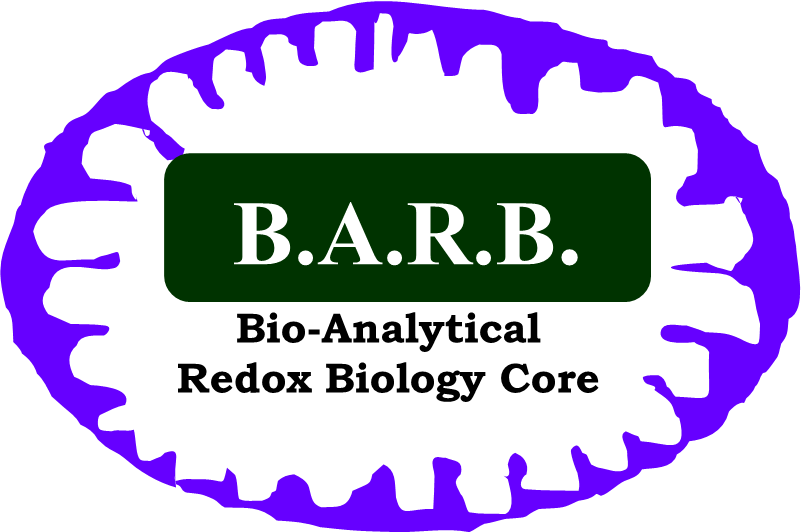 B.A.R.B.
Bio-Analytical
Redox Biology Core